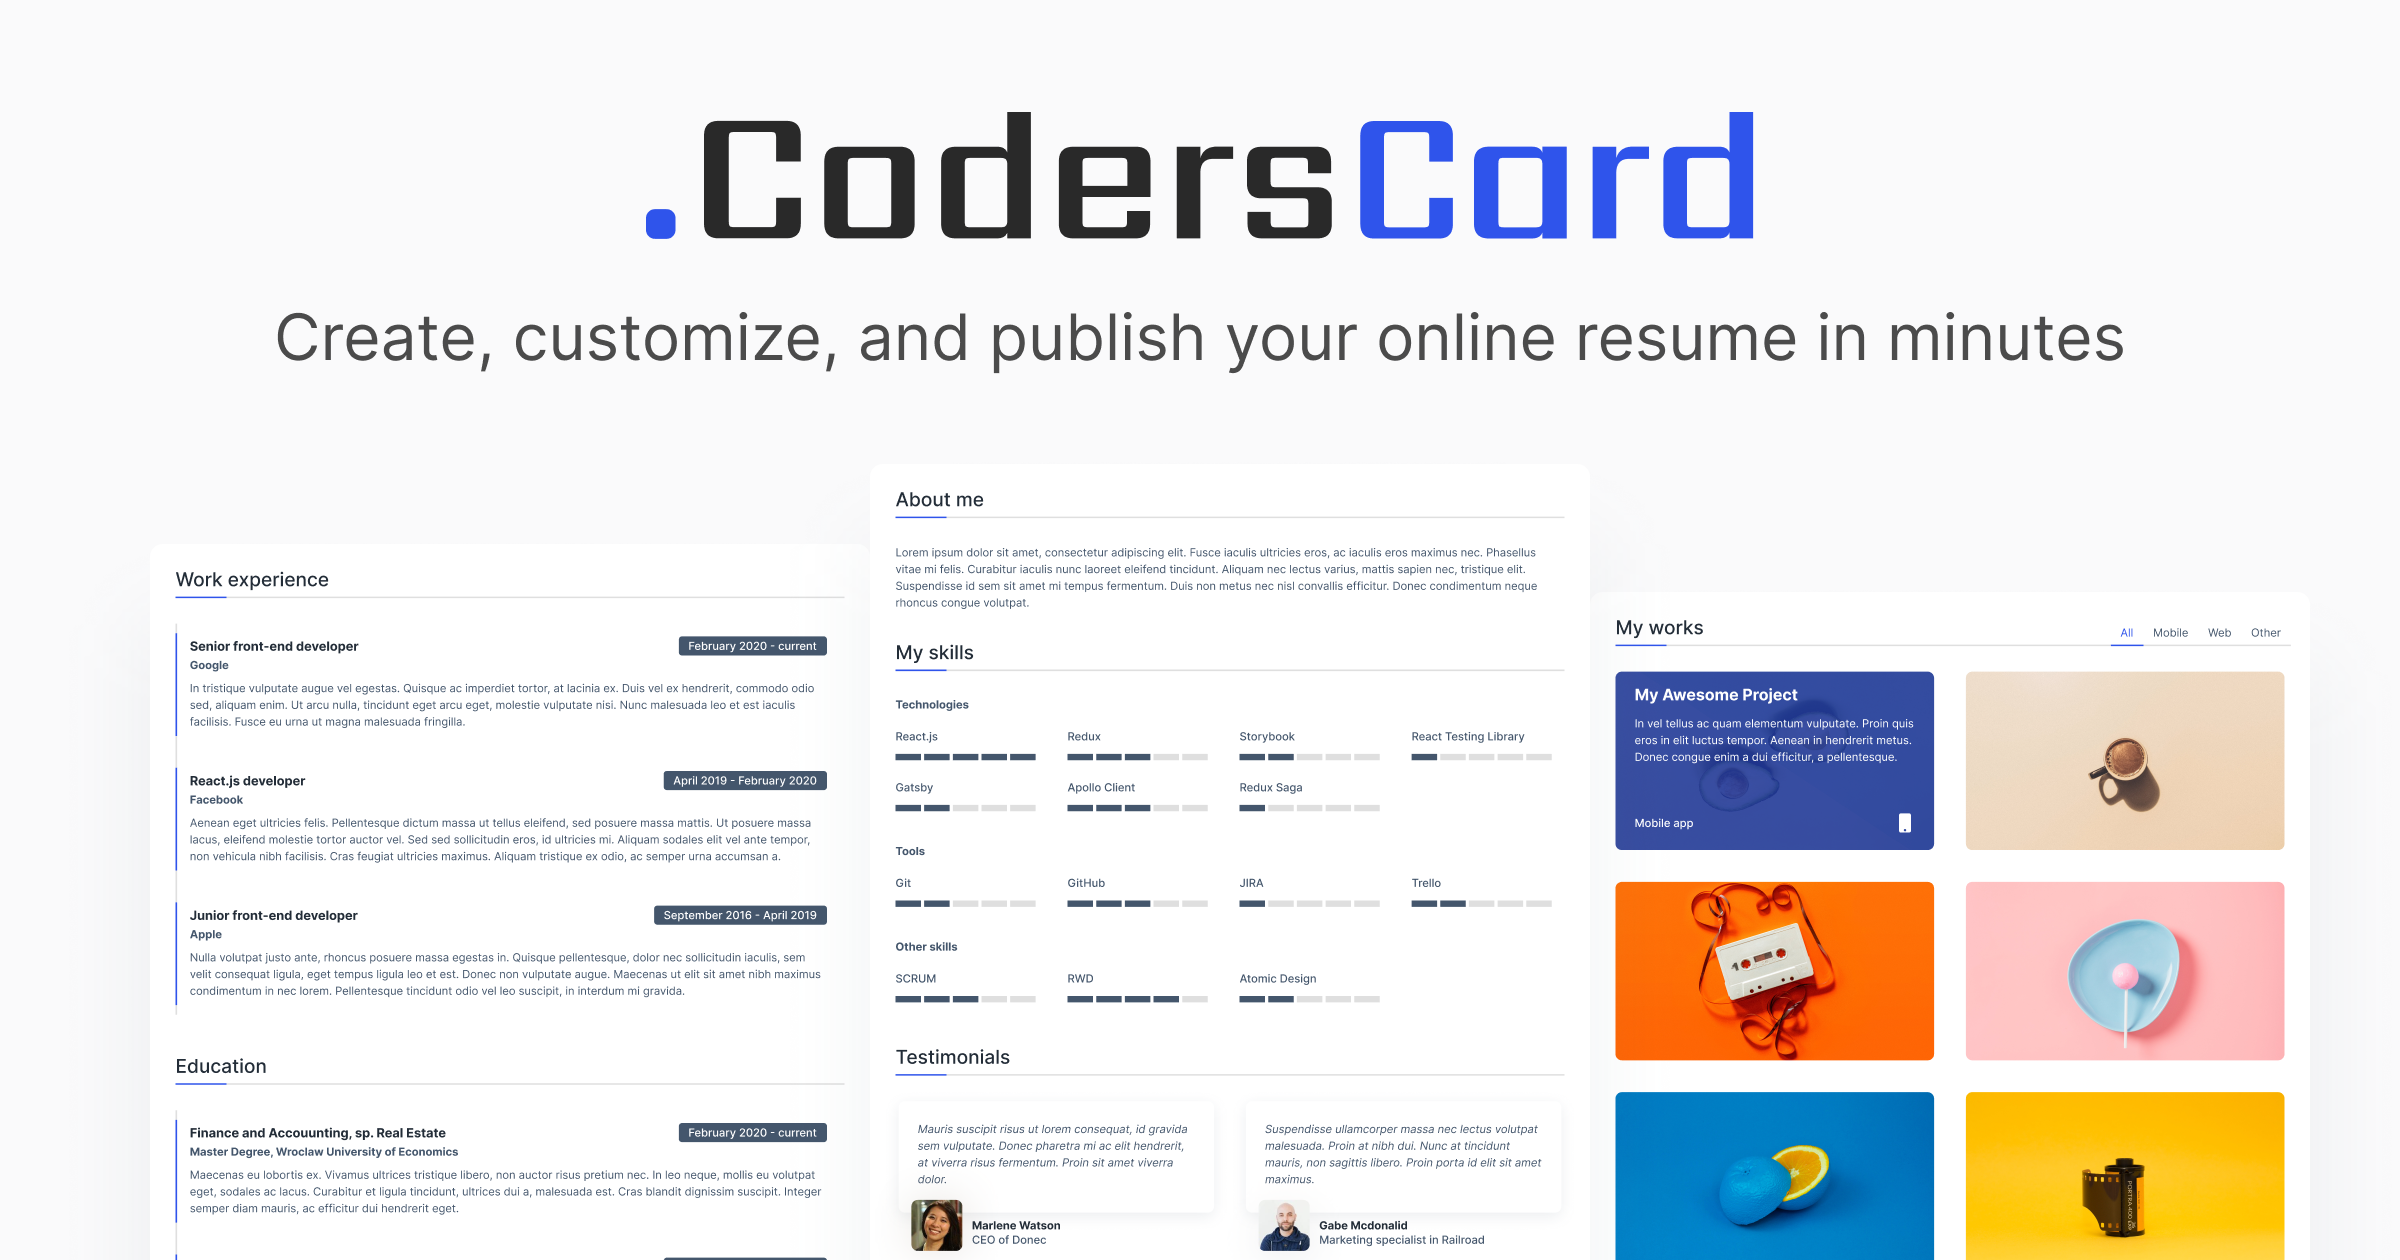 .CodersCard
Create, customize, and publish your online resume in minutes
Work experience
Senior front-end developer
February 2020 - current
Google
In tristique vulputate augue vel egestas. Quisque ac imperdiet tortor, at lacinia ex. Duis vel ex hendrerit, commodo odio
sed, aliquam enim. Ut arcu nulla, tincidunt eget arcu eget, molestie vulputate nisi. Nunc malesuada leo et est iaculis
facilisis. Fusce eu urna ut magna malesuada fringilla.
React.js developer
April 2019 - February 2020
Facebook
Aenean eget ultricies felis. Pellentesque dictum massa ut tellus eleifend, sed posuere massa mattis. Ut posuere massa
lacus, eleifend molestie tortor auctor vel. Sed sed sollicitudin eros, id ultricies mi. Aliquam sodales elit vel ante tempor,
non vehicula nibh facilisis. Cras feugiat ultricies maximus. Aliquam tristique ex odio, ac semper urna accumsan a.
Junior front-end developer
September 2016 - April 2019
Apple
Nulla volutpat justo ante, rhoncus posuere massa egestas in. Quisque pellentesque, dolor nec sollicitudin iaculis, sem
velit consequat ligula, eget tempus ligula leo et est. Donec non vulputate augue. Maecenas ut elit sit amet nibh maximus
condimentum in nec lorem. Pellentesque tincidunt odio vel leo suscipit, in interdum mi gravida.
Education
Finance and Accouunting, sp. Real Estate
February 2020 - current
Master Degree, Wroclaw University of Economics
Maecenas eu lobortis ex. Vivamus ultrices tristique libero, non auctor risus pretium nec. In leo neque, mollis eu volutpat
eget, sodales ac lacus. Curabitur et ligula tincidunt, ultrices dui a, malesuada est. Cras blandit dignissim suscipit. Integer
semper diam mauris, ac efficitur dui hendrerit eget.
About me
Lorem ipsum dolor sit amet, consectetur adipiscing elit. Fusce iaculis ultricies eros, ac iaculis eros maximus nec. Phasellus
vitae mi felis. Curabitur iaculis nunc laoreet eleifend tincidunt. Aliquam nec lectus varius, mattis sapien nec, tristique elit.
Suspendisse id sem sit amet mi tempus fermentum. Duis non metus nec nisl convallis efficitur. Donec condimentum neque
rhoncus congue volutpat.
My skills
Technologies
React.js Redux Storybook React Testing Library
Gatsby Apollo Client Redux Saga
Tools
Git GitHub JIRA Trello
Other skills
SCRUM RWD Atomic Design
Testimonials
Mauris suscipit risus ut lorem consequat, id gravida
sem vulputate. Donec pharetra mi ac elit hendrerit,
at viverra risus fermentum. Proin sit amet viverra
dolor.
Marlene Watson
CEO of Donec
Suspendisse ullamcorper massa nec lectus volutpat
malesuada. Proin at nibh dui. Nunc at tincidunt
mauris, non sagittis libero. Proin porta id elit sit amet
maximus.
Gabe Mcdonalid
Marketing specialist in Railroad
My works
All Mobile Web Other
My Awesome Project
In vel tellus ac quam elementum vulputate. Proin quis
eros in elit luctus tempor. Aenean in hendrerit metus.
Donec congue enim a dui efficitur, a pellentesque.
Mobile app